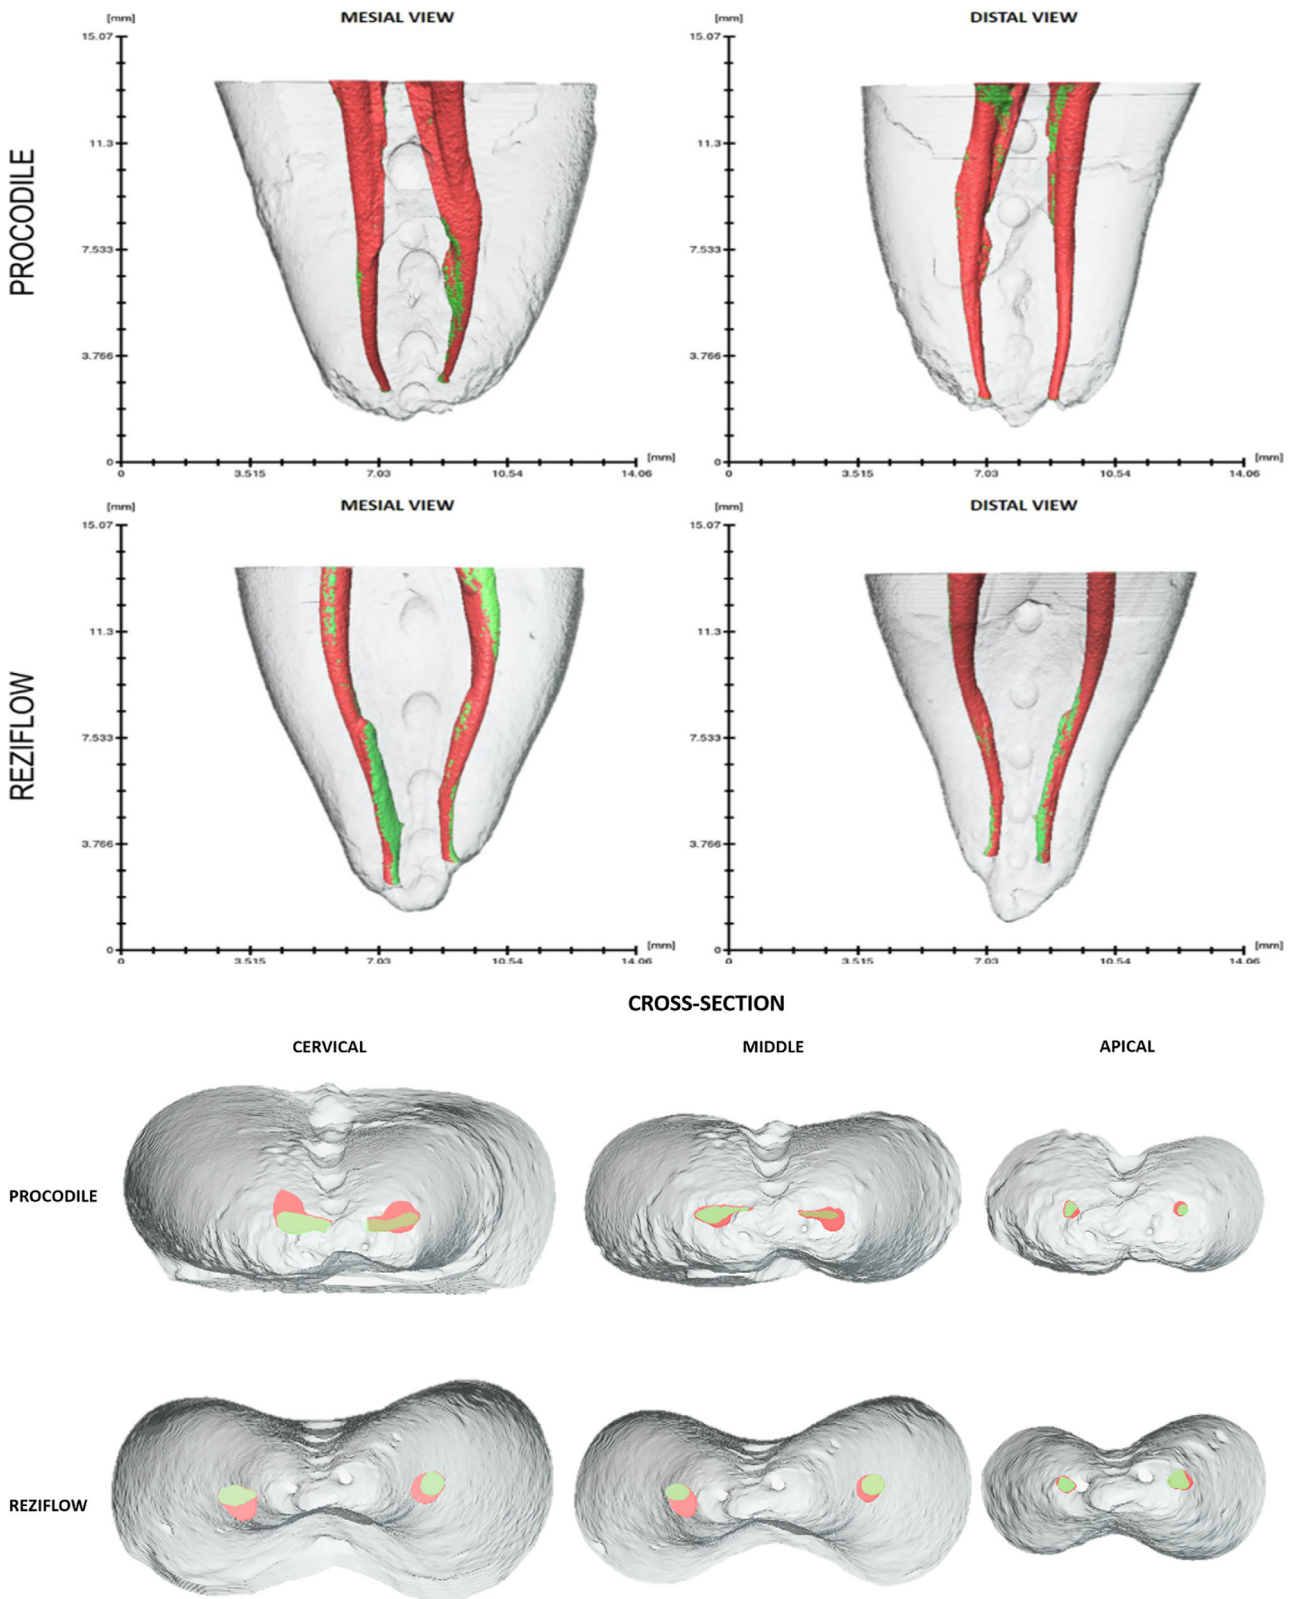 MESIAL VIEW
DISTAL VIEW
[mm]
15.07
11.3
7.533
3.766
0
0 3.515 7.03 10.54 14.06 [mm]
[mm]
15.07
11.3
7.533
3.766
0
0 3.515 7.03 10.54 14.06 [mm]
PROCODILE
MESIAL VIEW
DISTAL VIEW
[mm]
15.07
11.3
7.533
3.766
0
0 3.515 7.03 10.54 14.06 [mm]
[mm]
15.07
11.3
7.533
3.766
0
0 3.515 7.03 10.54 14.06 [mm]
REZIFLOW
CROSS-SECTION
CERVICAL MIDDLE APICAL
PROCODILE
REZIFLOW